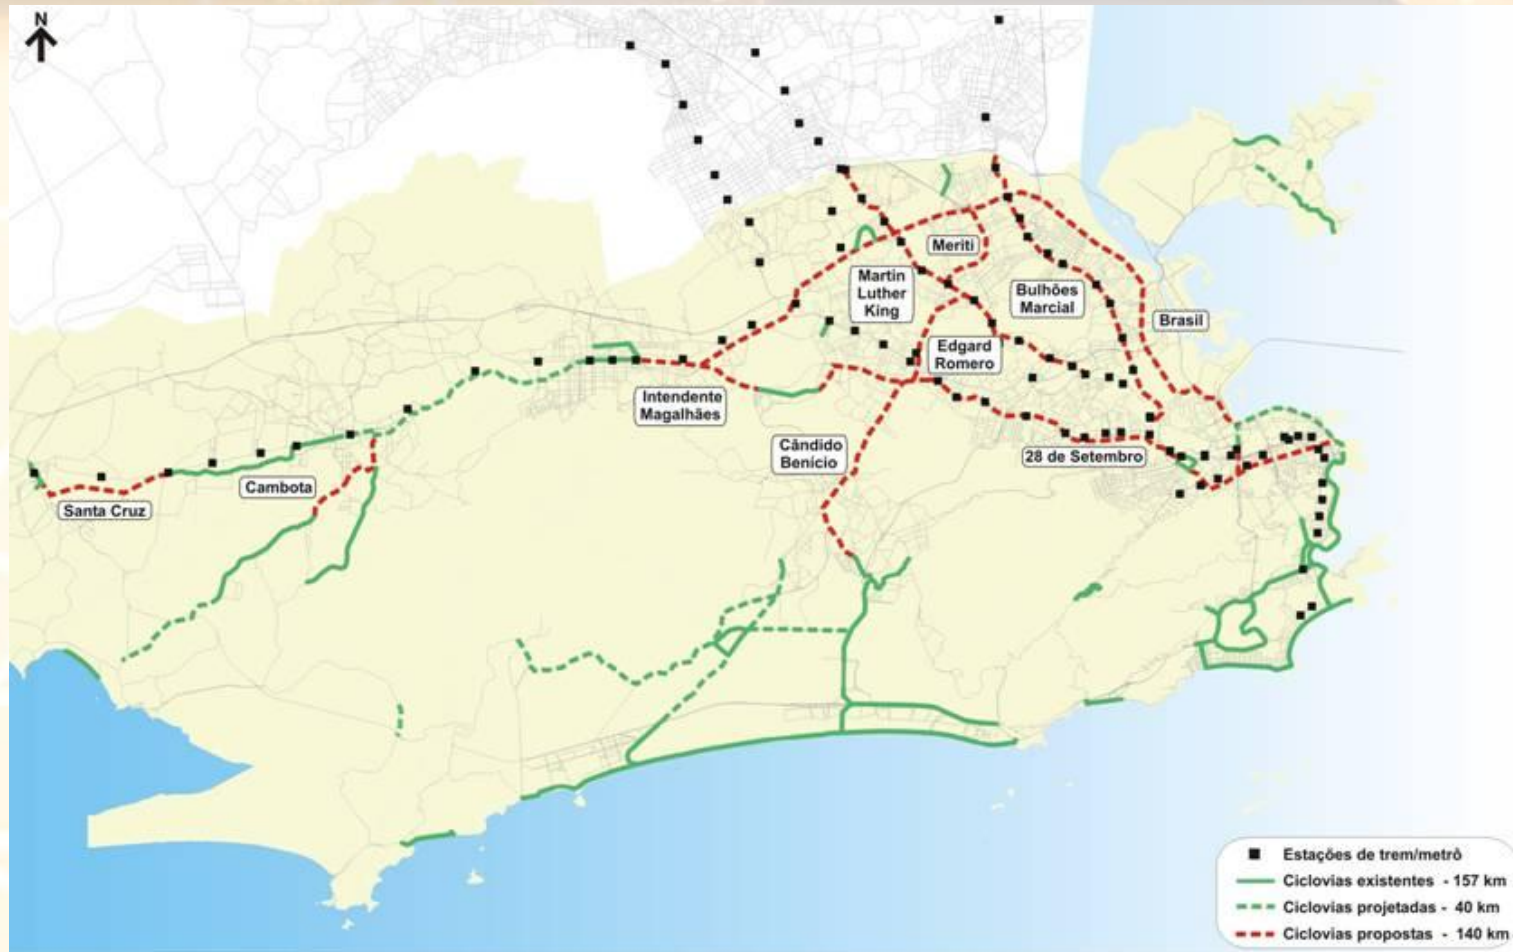 N
Meriti
Martin
Luther
King
Bulhões
Marcial
Brasil
Edgard
Romero
Intendente
Magalhães
Cândido
Benício
28 de Setembro
Cambota
Santa Cruz
Estações de trem/metrô
Ciclovias existentes - 157 km
Ciclovias projetadas - 40 km
Ciclovias propostas - 140 km